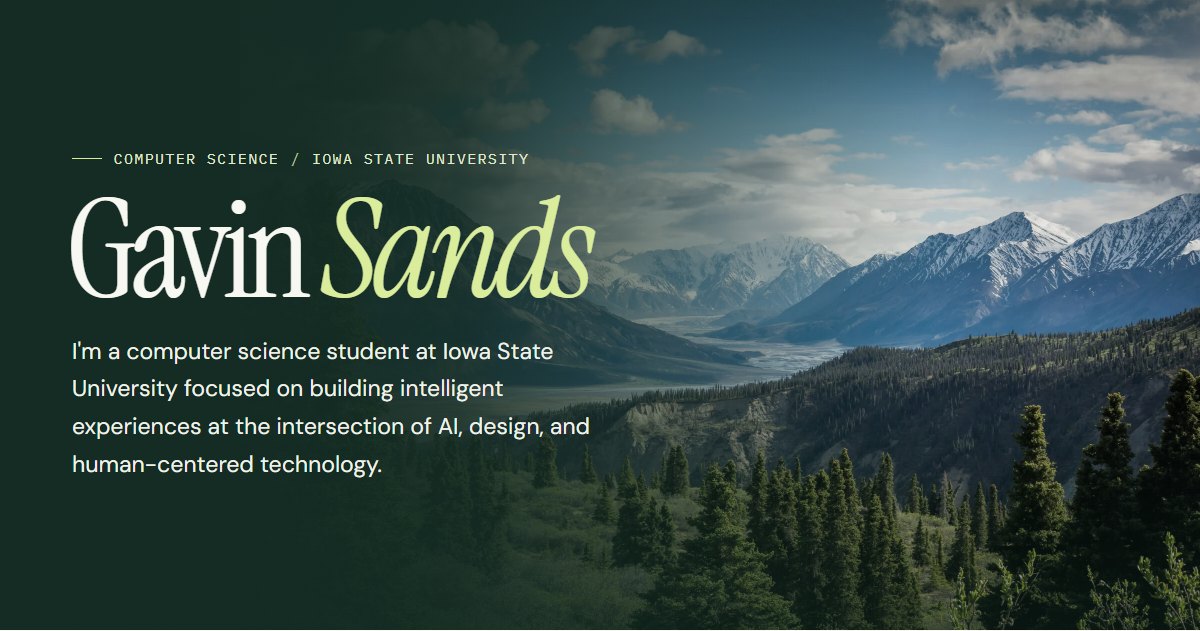 COMPUTER SCIENCE / IOWA STATE UNIVERSITY
Gavin Sands
I'm a computer science student at Iowa State
University focused on building intelligent
experiences at the intersection of AI, design, and
human-centered technology.